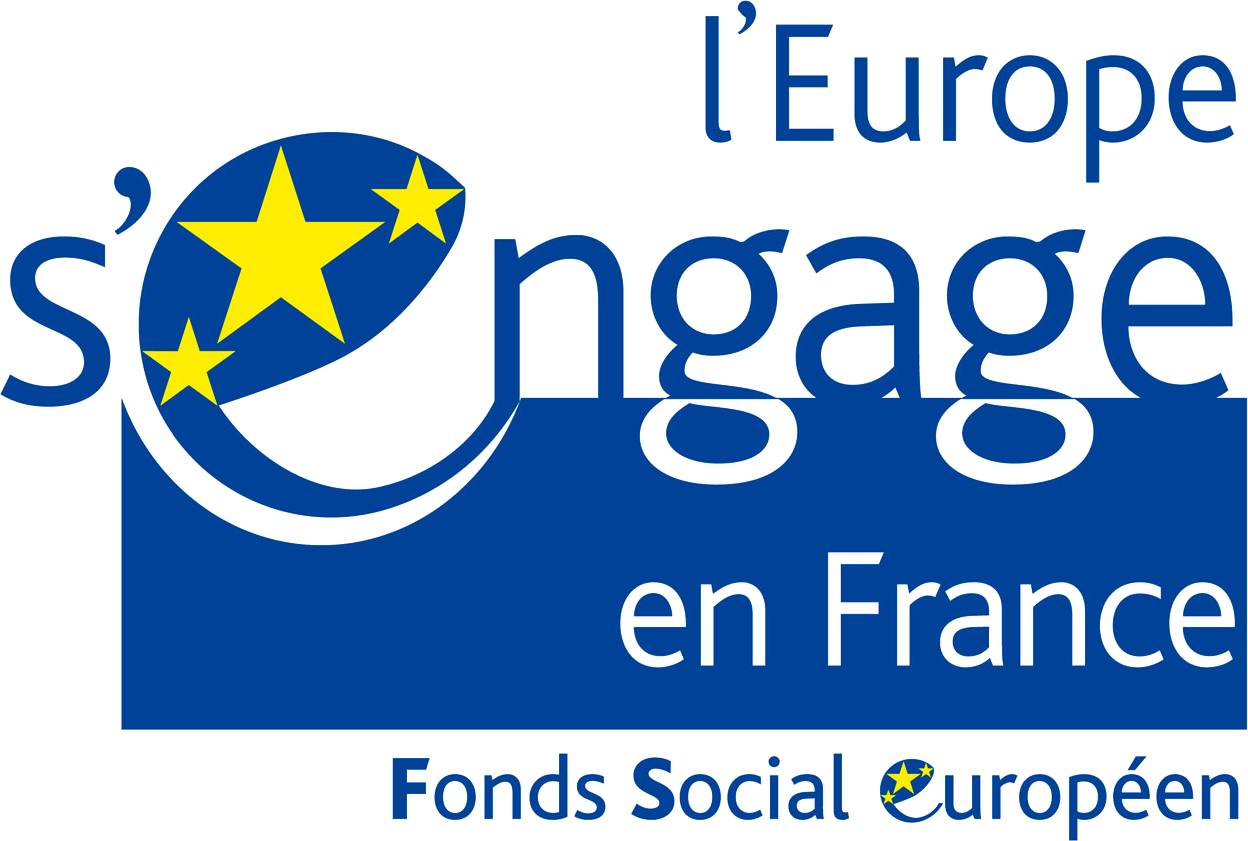 l’Europe
s’engage
en France
Fonds Social européen